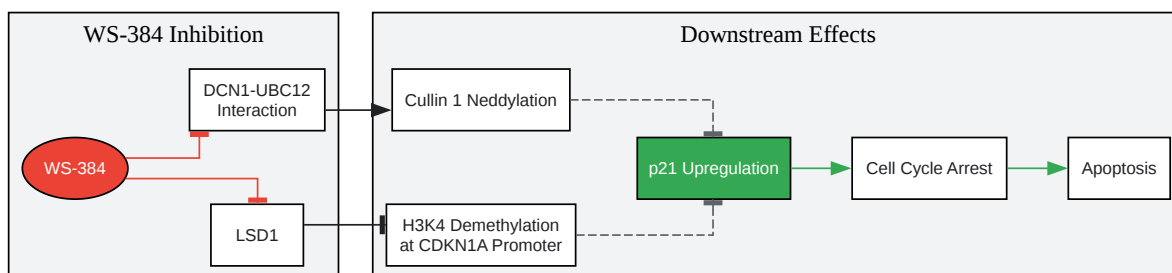 WS-384 Inhibition
Downstream Effects
DCN1-UBC12
Interaction
Cullin 1 Neddylation
WS-384
p21 Upregulation
Cell Cycle Arrest
Apoptosis
LSD1
H3K4 Demethylation
at CDKN1A Promoter